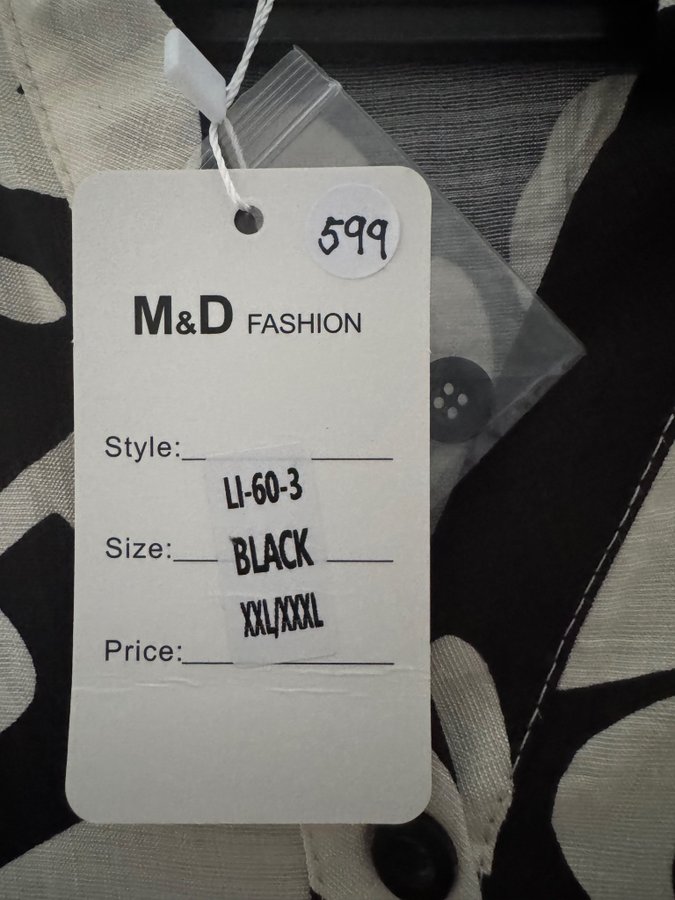 599
M&D FASHION
Style:
LI-60-3
Size:
BLACK
XXL/XXXL
Price: